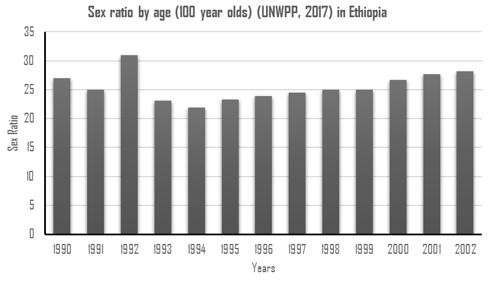 Sex ratio by age (100 year olds) (UNWPP, 2017) in Ethiopia
35
30
25
20
15
10
5
0
Sex Ratio
1990 1991 1992 1993 1994 1995 1996 1997 1998 1999 2000 2001 2002
Years